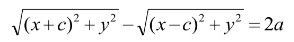 √((x+c)²+y²) − √((x−c)²+y²) = 2a